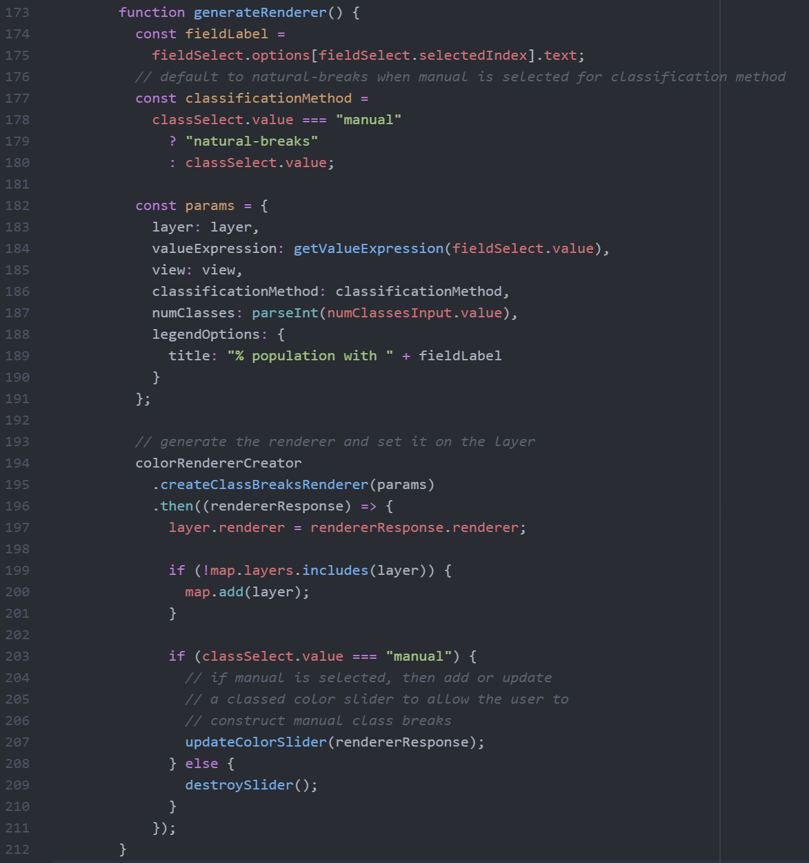 173 function generateRenderer() {
174 const fieldLabel =
175 fieldSelect.options[fieldSelect.selectedIndex].text;
176 // default to natural-breaks when manual is selected for classification method
177 const classificationMethod =
178 classSelect.value === "manual"
179 ? "natural-breaks"
180 : classSelect.value;
181
182 const params = {
183 layer: layer,
184 valueExpression: getValueExpression(fieldSelect.value),
185 view: view,
186 classificationMethod: classificationMethod,
187 numClasses: parseInt(numClassesInput.value),
188 legendOptions: {
189 title: "% population with " + fieldLabel
190 }
191 };
192
193 // generate the renderer and set it on the layer
194 colorRendererCreator
195 .createClassBreaksRenderer(params)
196 .then((rendererResponse) => {
197 layer.renderer = rendererResponse.renderer;
198
199 if (!map.layers.includes(layer)) {
200 map.add(layer);
201 }
202
203 if (classSelect.value === "manual") {
204 // if manual is selected, then add or update
205 // a classed color slider to allow the user to
206 // construct manual class breaks
207 updateColorSlider(rendererResponse);
208 } else {
209 destroySlider();
210 }
211 });
212 }